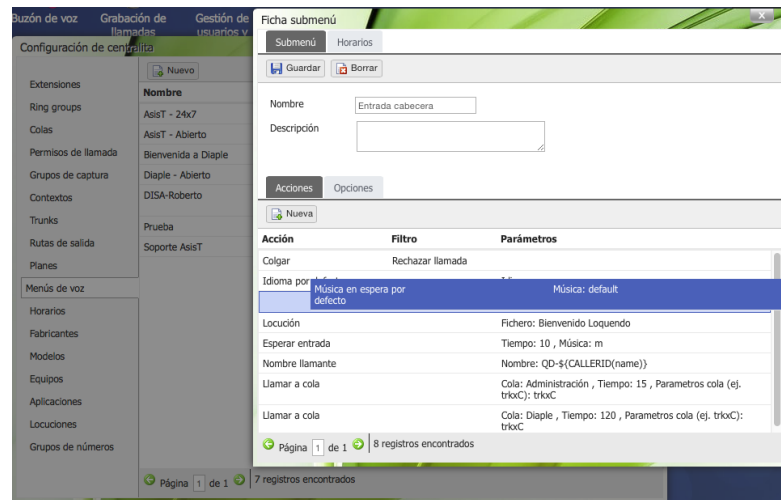 Buzón de voz
Grabación de llamadas
Gestión de usuarios y
Configuración de centralita
Extensiones
Ring groups
Colas
Permisos de llamada
Grupos de captura
Contextos
Trunks
Rutas de salida
Planes
Menús de voz
Horarios
Fabricantes
Modelos
Equipos
Aplicaciones
Locuciones
Grupos de números
Nuevo
Nombre
AsisT - 24x7
AsisT - Abierto
Bienvenida a Diaple
Diaple - Abierto
DISA-Roberto
Prueba
Soporte AsisT
Página 1 de 1 7 registros encontrados
Ficha submenú X
Submenú Horarios
Guardar Borrar
Nombre Entrada cabecera
Descripción
Acciones Opciones
Nueva
Acción Filtro Parámetros
Colgar Rechazar llamada
Idioma por
Música en espera por Música: default
defecto
Locución Fichero: Bienvenido Loquendo
Esperar entrada Tiempo: 10 , Música: m
Nombre llamante Nombre: QD-${CALLERID(name)}
Llamar a cola Cola: Administración , Tiempo: 15 , Parametros cola (ej.
trkxC): trkxC
Llamar a cola Cola: Diaple , Tiempo: 120 , Parametros cola (ej. trkxC):
trkxC
Página 1 de 1 8 registros encontrados